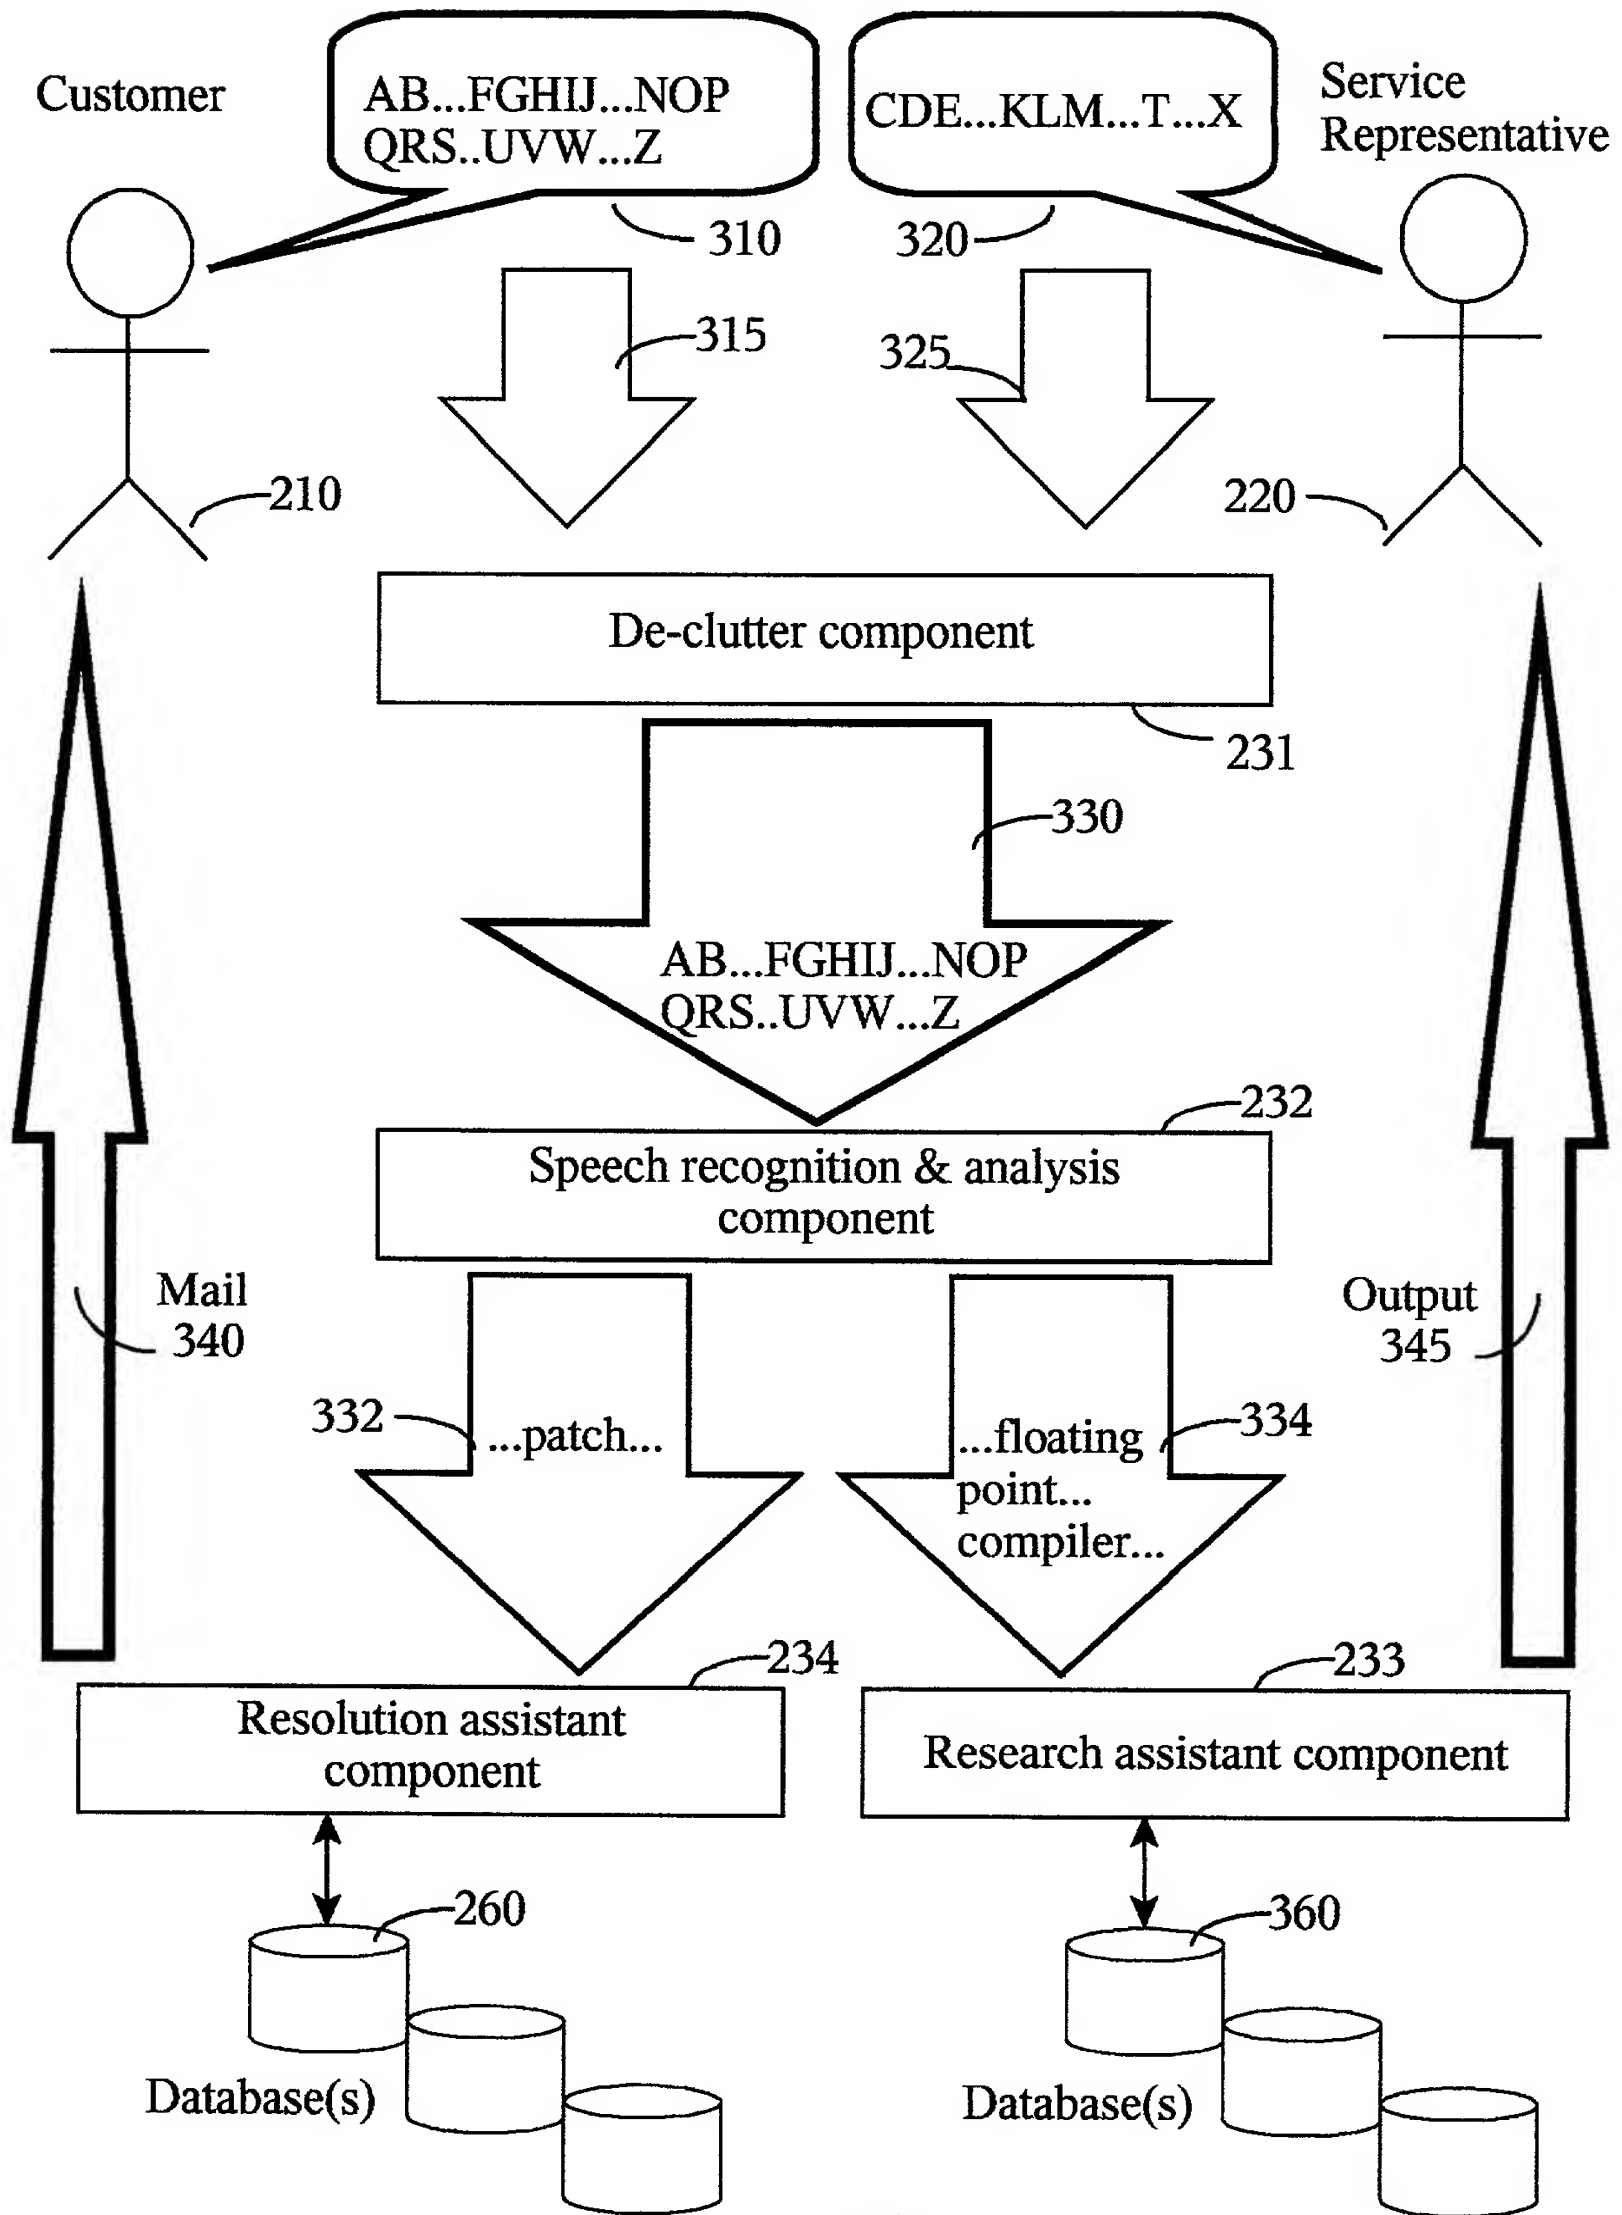 Customer
AB...FGHIJ...NOP
QRS..UVW...Z
CDE...KLM...T...X
Service
Representative
310
320
315
325
210
220
De-clutter component
231
330
AB...FGHIJ...NOP
QRS..UVW...Z
232
Speech recognition & analysis
component
Mail
340
Output
345
332
...patch...
...floating
point...
compiler...
334
234
233
Resolution assistant
component
Research assistant component
260
360
Database(s)
Database(s)